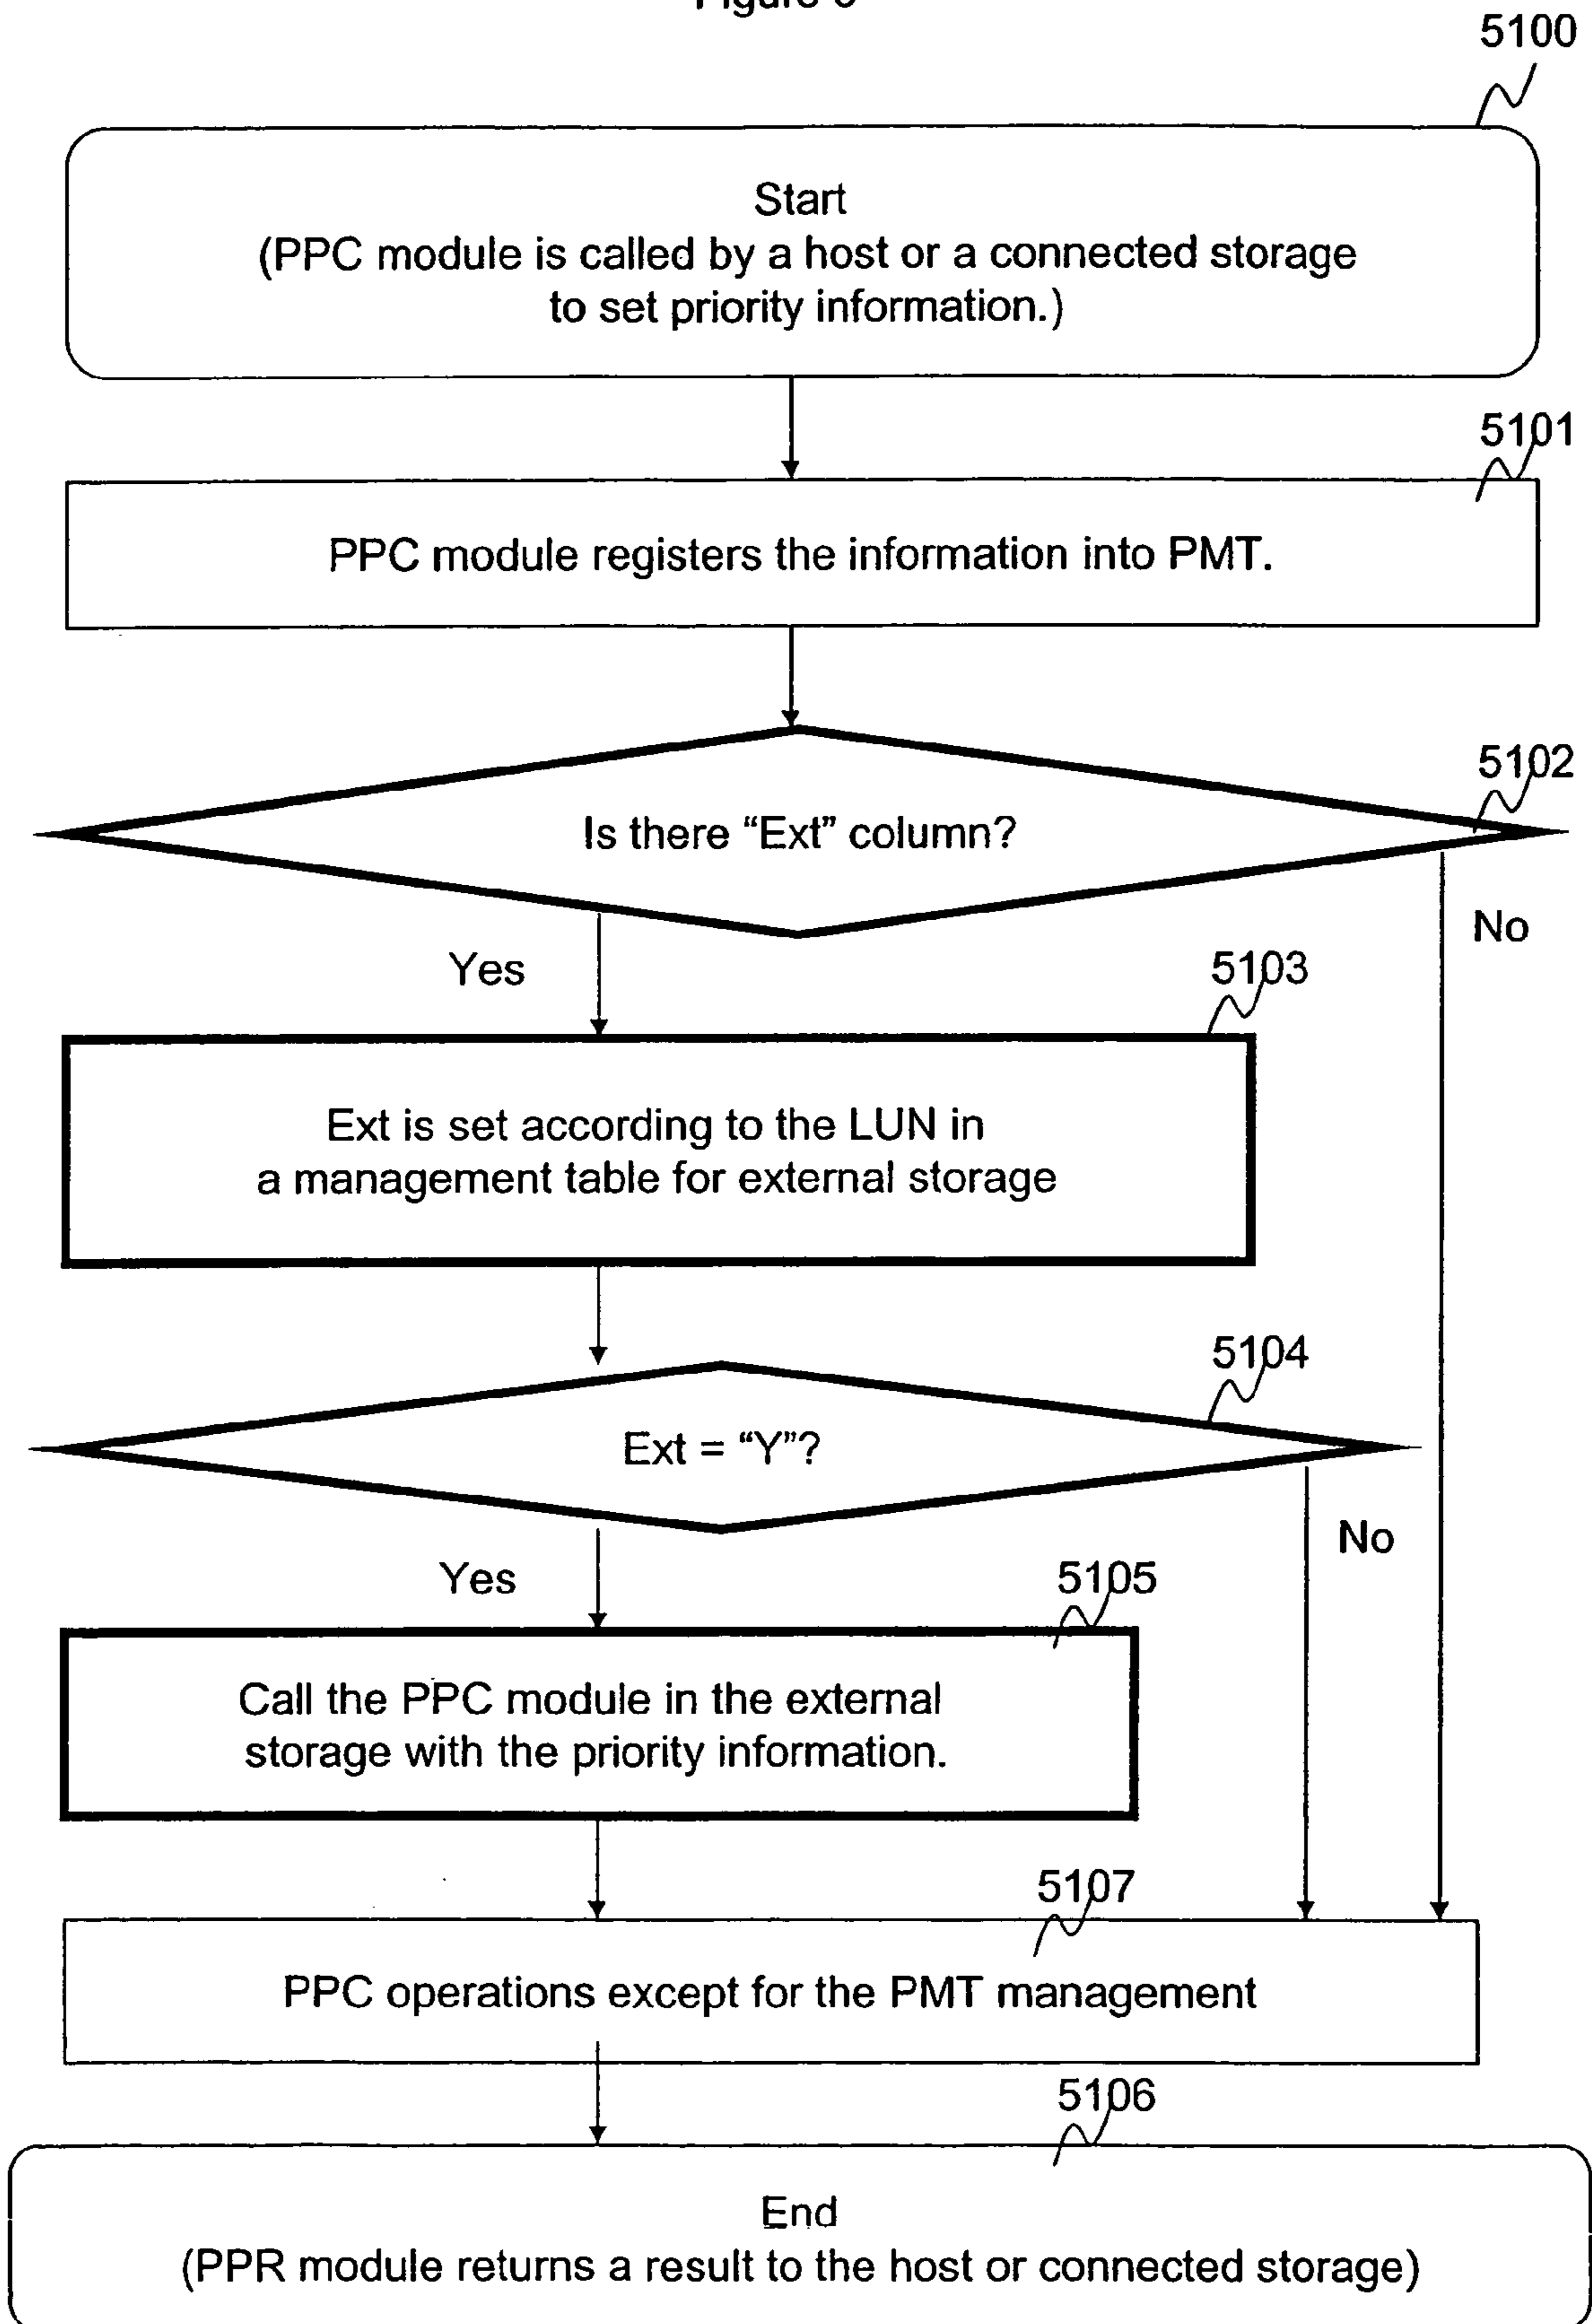 5100
Start
(PPC module is called by a host or a connected storage
to set priority information.)
5101
PPC module registers the information into PMT.
5102
Is there “Ext” column?
No
Yes
5103
Ext is set according to the LUN in
a management table for external storage
5104
Ext = “Y”?
No
Yes
5105
Call the PPC module in the external
storage with the priority information.
5107
PPC operations except for the PMT management
5106
End
(PPR module returns a result to the host or connected storage)